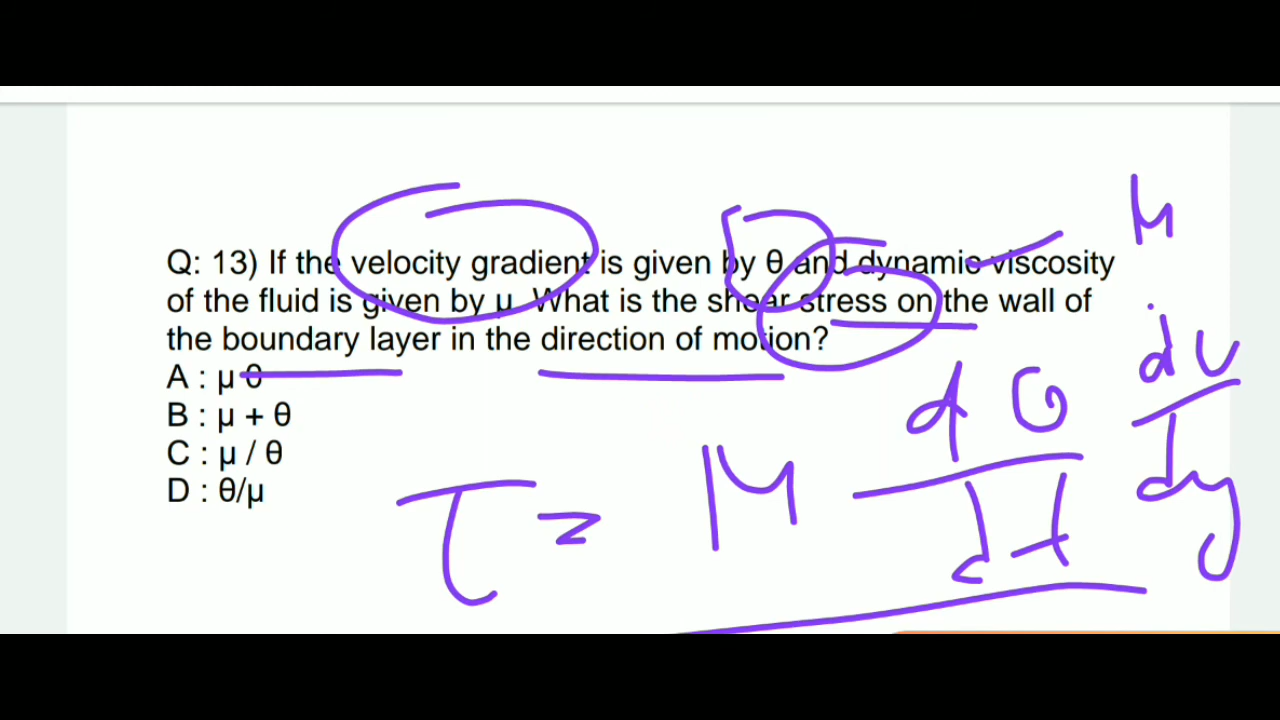 Q: 13) If the velocity gradient is given by θ and dynamic viscosity
of the fluid is given by μ. What is the shear stress on the wall of
the boundary layer in the direction of motion?
A : μ θ
B : μ + θ
C : μ / θ
D : θ/μ
μ
du
dy
τ = μ dθ
dt